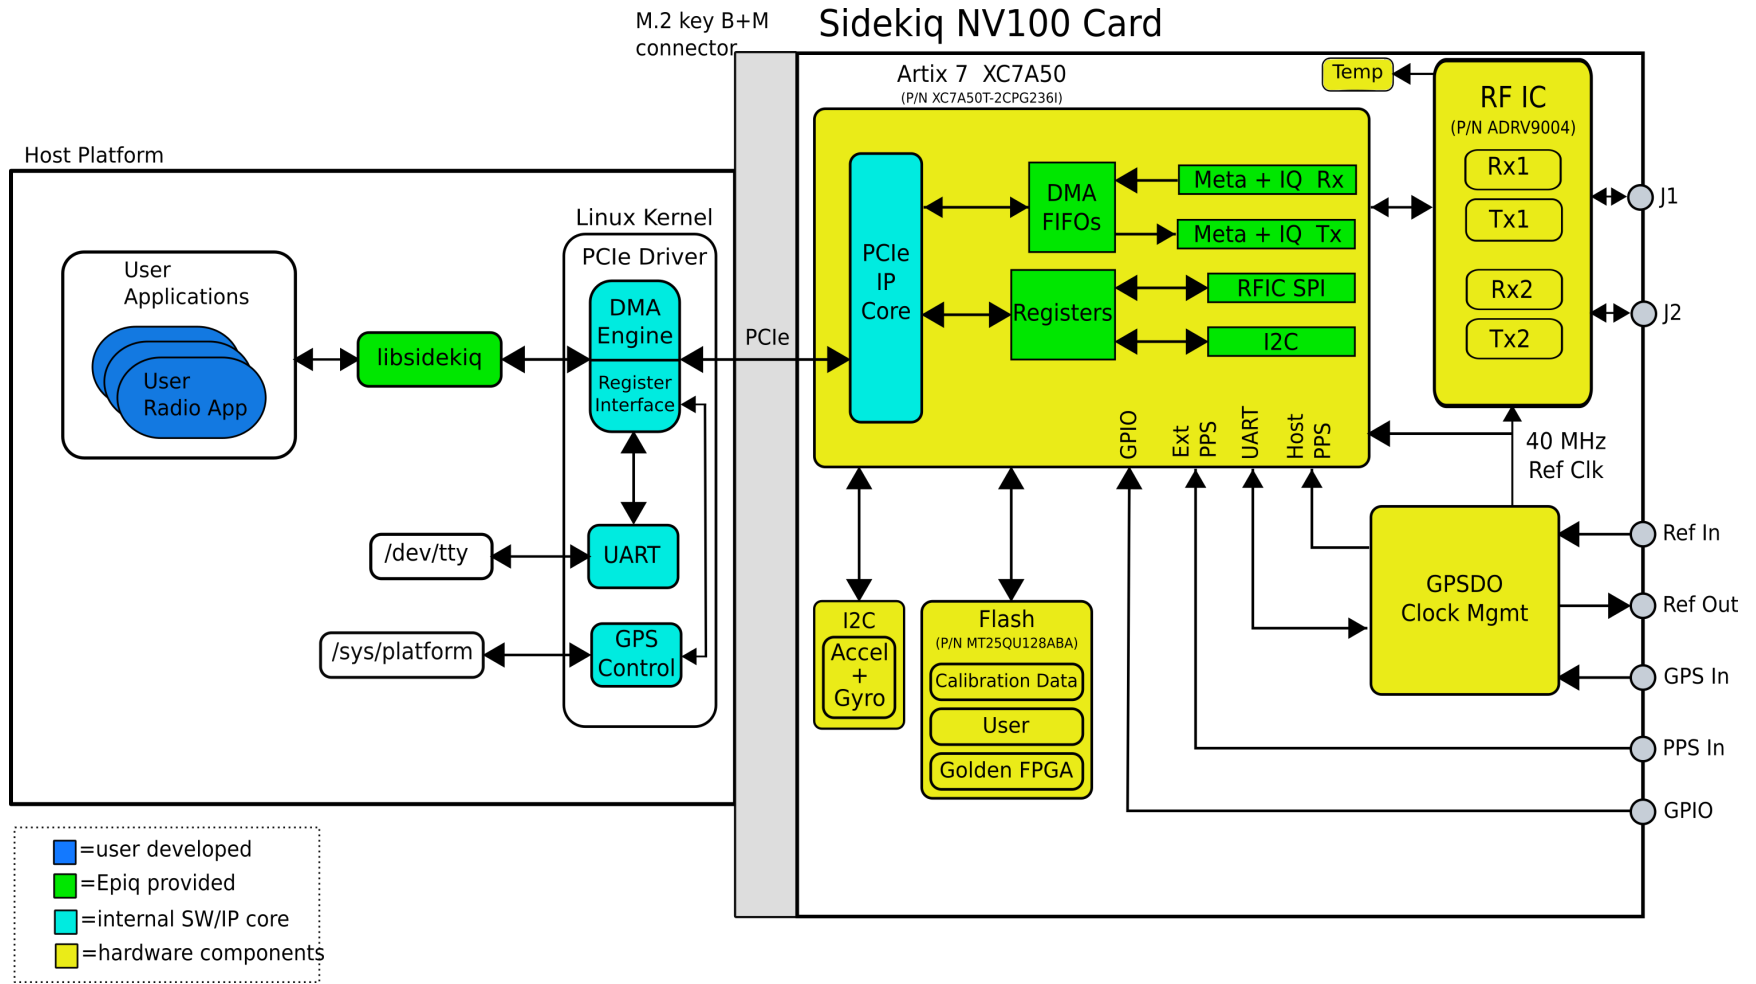 M.2 key B+M
connector
Sidekiq NV100 Card
Host Platform
User
Applications
User
Radio App
libsidekiq
Linux Kernel
PCIe Driver
DMA
Engine
Register
Interface
UART
GPS
Control
/dev/tty
/sys/platform
PCIe
Artix 7  XC7A50
(P/N XC7A50T-2CPG236I)
PCIe
IP
Core
DMA
FIFOs
Registers
Meta + IQ  Rx
Meta + IQ  Tx
RFIC SPI
I2C
GPIO
Ext
PPS
UART
Host
PPS
Temp
RF IC
(P/N ADRV9004)
Rx1
Tx1
Rx2
Tx2
J1
J2
40 MHz
Ref Clk
GPSDO
Clock Mgmt
Ref In
Ref Out
GPS In
PPS In
GPIO
I2C
Accel
+
Gyro
Flash
(P/N MT25QU128ABA)
Calibration Data
User
Golden FPGA
=user developed
=Epiq provided
=internal SW/IP core
=hardware components